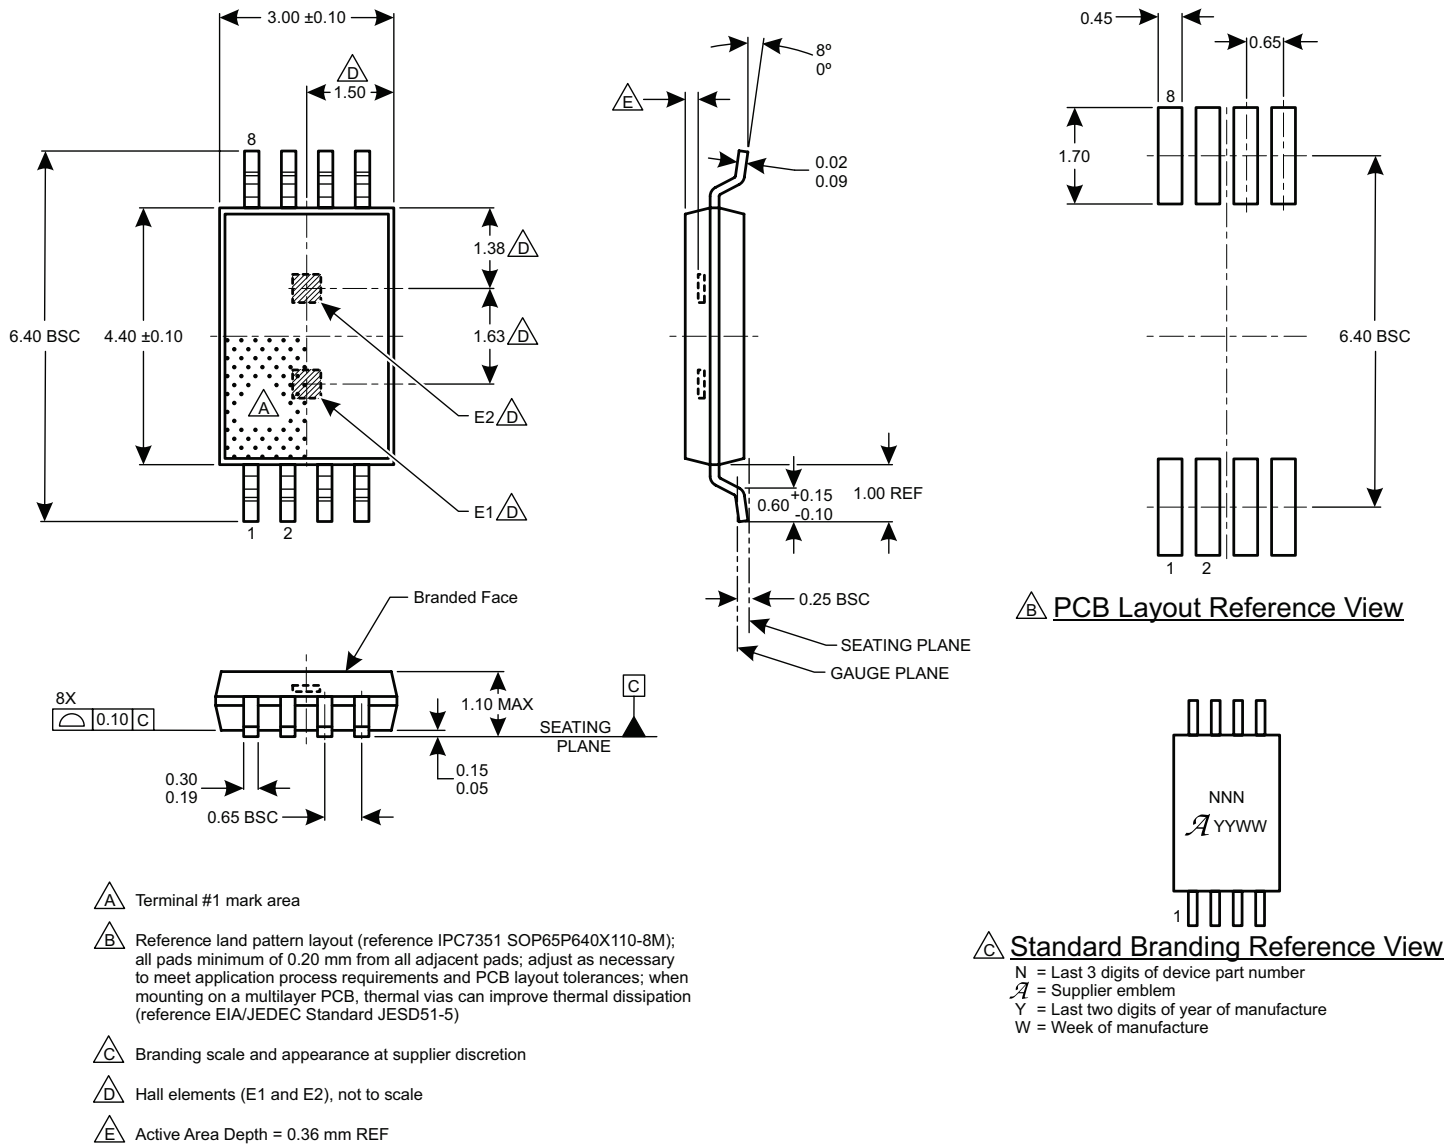 3.00 ±0.10
D
1.50
8
6.40 BSC
4.40 ±0.10
1.38 D
1.63 D
A
E2 D
E1 D
1
2
E
8º
0º
0.02
0.09
0.60 +0.15
-0.10
1.00 REF
0.25 BSC
SEATING PLANE
GAUGE PLANE
0.45
0.65
8
1.70
6.40 BSC
1
2
B PCB Layout Reference View
Branded Face
8X
0.10 C
1.10 MAX
C
SEATING
PLANE
0.15
0.05
0.30
0.19
0.65 BSC
NNN
A YYWW
1
C Standard Branding Reference View
N = Last 3 digits of device part number
A = Supplier emblem
Y = Last two digits of year of manufacture
W = Week of manufacture
A Terminal #1 mark area
B Reference land pattern layout (reference IPC7351 SOP65P640X110-8M);
all pads minimum of 0.20 mm from all adjacent pads; adjust as necessary
to meet application process requirements and PCB layout tolerances; when
mounting on a multilayer PCB, thermal vias can improve thermal dissipation
(reference EIA/JEDEC Standard JESD51-5)
C Branding scale and appearance at supplier discretion
D Hall elements (E1 and E2), not to scale
E Active Area Depth = 0.36 mm REF